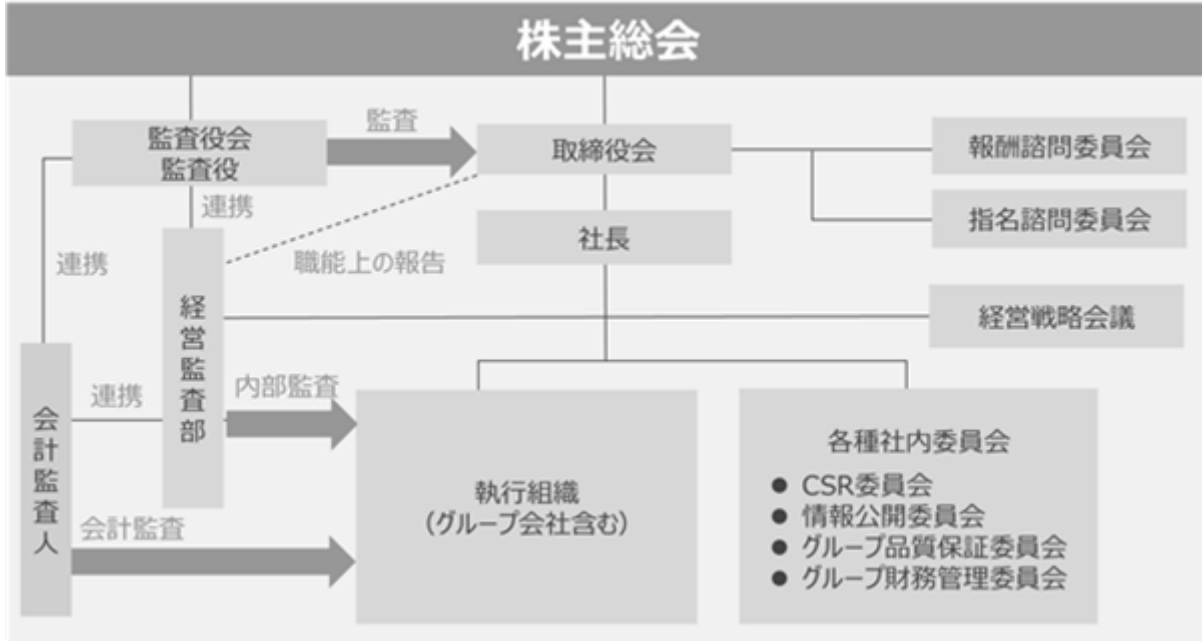 株主総会
監査役会
監査役
監査
取締役会
報酬諮問委員会
連携
指名諮問委員会
社長
連携
職能上の報告
経営監査部
経営戦略会議
会計監査人
連携
内部監査
執行組織
（グループ会社含む）
各種社内委員会
● CSR委員会
● 情報公開委員会
● グループ品質保証委員会
● グループ財務管理委員会
会計監査